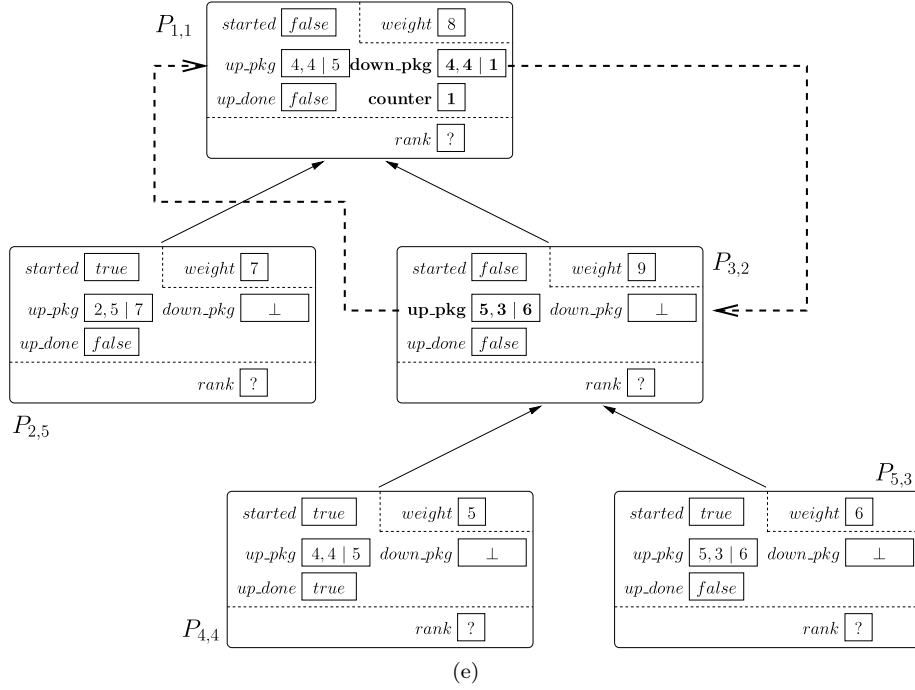 P1,1
started false weight 8
up_pkg 4, 4 | 5 down_pkg 4, 4 | 1
up_done false counter 1
rank ?
started true weight 7
up_pkg 2, 5 | 7 down_pkg ⊥
up_done false
rank ?
P2,5
started false weight 9
P3,2
up_pkg 5, 3 | 6 down_pkg ⊥
up_done false
rank ?
started true weight 5
up_pkg 4, 4 | 5 down_pkg ⊥
up_done true
rank ?
P4,4
P5,3
started true weight 6
up_pkg 5, 3 | 6 down_pkg ⊥
up_done false
rank ?
(e)